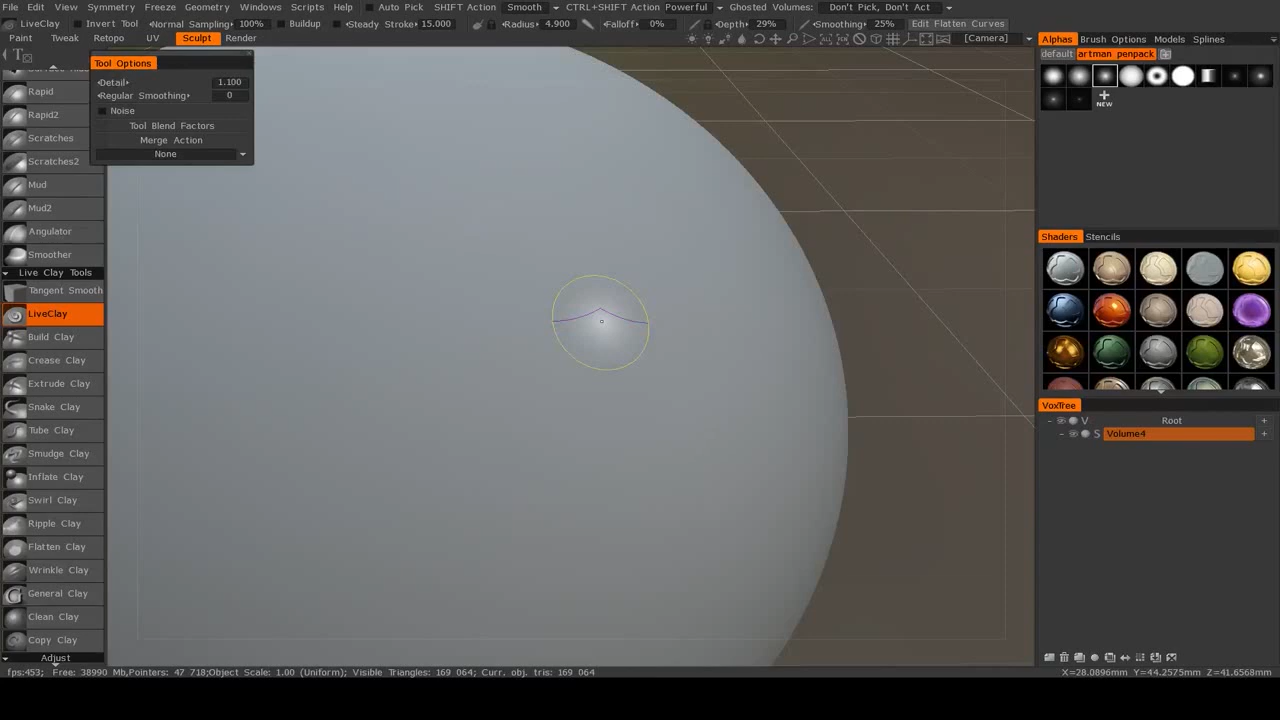 File Edit View Symmetry Freeze Geometry Windows Scripts Help Auto Pick SHIFT Action Smooth CTRL+SHIFT Action Powerful Ghosted Volumes: Don't Pick, Don't Act
LiveClay Invert Tool Normal Sampling 100% Buildup Steady Stroke 15.000 Radius 4.900 Falloff 0% Depth 29% Smoothing 25% Edit Flatten Curves
Paint Tweak Retopo UV Sculpt Render [Camera]
Tool Options
Detail 1.100
Regular Smoothing 0
Noise
Tool Blend Factors
Merge Action
None
Rapid
Rapid2
Scratches
Scratches2
Mud
Mud2
Angulator
Smoother
Live Clay Tools
Tangent Smooth
LiveClay
Build Clay
Crease Clay
Extrude Clay
Snake Clay
Tube Clay
Smudge Clay
Inflate Clay
Swirl Clay
Ripple Clay
Flatten Clay
Wrinkle Clay
General Clay
Clean Clay
Copy Clay
Adjust
Alphas Brush Options Models Splines
default artman penpack
NEW
Shaders Stencils
VoxTree
V Root +
S Volume4 +
fps:453; Free: 38990 Mb,Pointers: 47 718;Object Scale: 1.00 (Uniform); Visible Triangles: 169 064; Curr. obj. tris: 169 064 X=28.0896mm Y=44.2575mm Z=41.6568mm